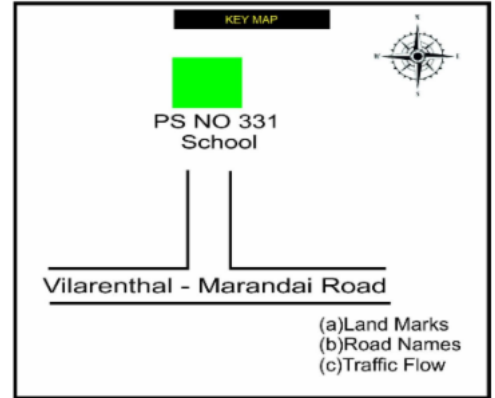 KEY MAP
N
W
S
PS NO 331
School
Vilarenthal - Marandai Road
(a)Land Marks
(b)Road Names
(c)Traffic Flow